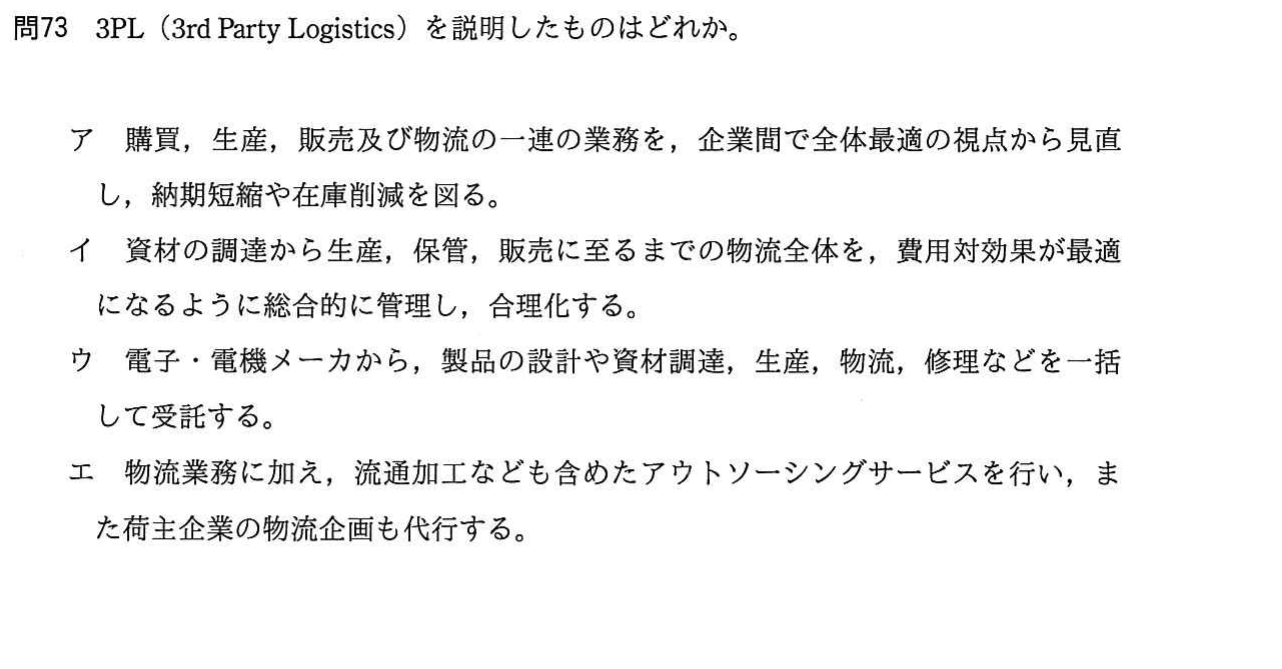 問73　3PL（3rd Party Logistics）を説明したものはどれか。
ア　購買，生産，販売及び物流の一連の業務を，企業間で全体最適の視点から見直
し，納期短縮や在庫削減を図る。
イ　資材の調達から生産，保管，販売に至るまでの物流全体を，費用対効果が最適
になるように総合的に管理し，合理化する。
ウ　電子・電機メーカから，製品の設計や資材調達，生産，物流，修理などを一括
して受託する。
エ　物流業務に加え，流通加工なども含めたアウトソーシングサービスを行い，ま
た荷主企業の物流企画も代行する。